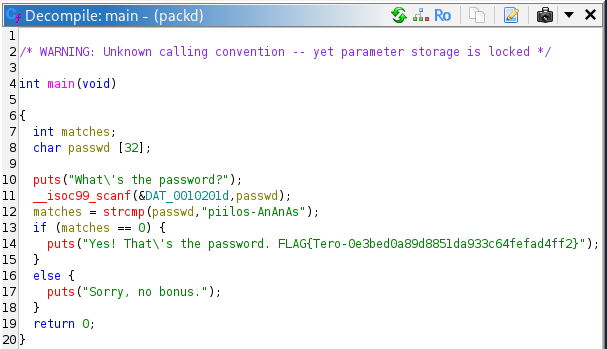 Decompile: main - (packd)
Ro
1
2 /* WARNING: Unknown calling convention -- yet parameter storage is locked */
3
4 int main(void)
5
6 {
7   int matches;
8   char passwd [32];
9
10   puts("What\'s the password?");
11   __isoc99_scanf(&DAT_0010201d,passwd);
12   matches = strcmp(passwd,"piilos-AnAnAs");
13   if (matches == 0) {
14     puts("Yes! That\'s the password. FLAG{Tero-0e3bed0a89d8851da933c64fefad4ff2}");
15   }
16   else {
17     puts("Sorry, no bonus.");
18   }
19   return 0;
20 }